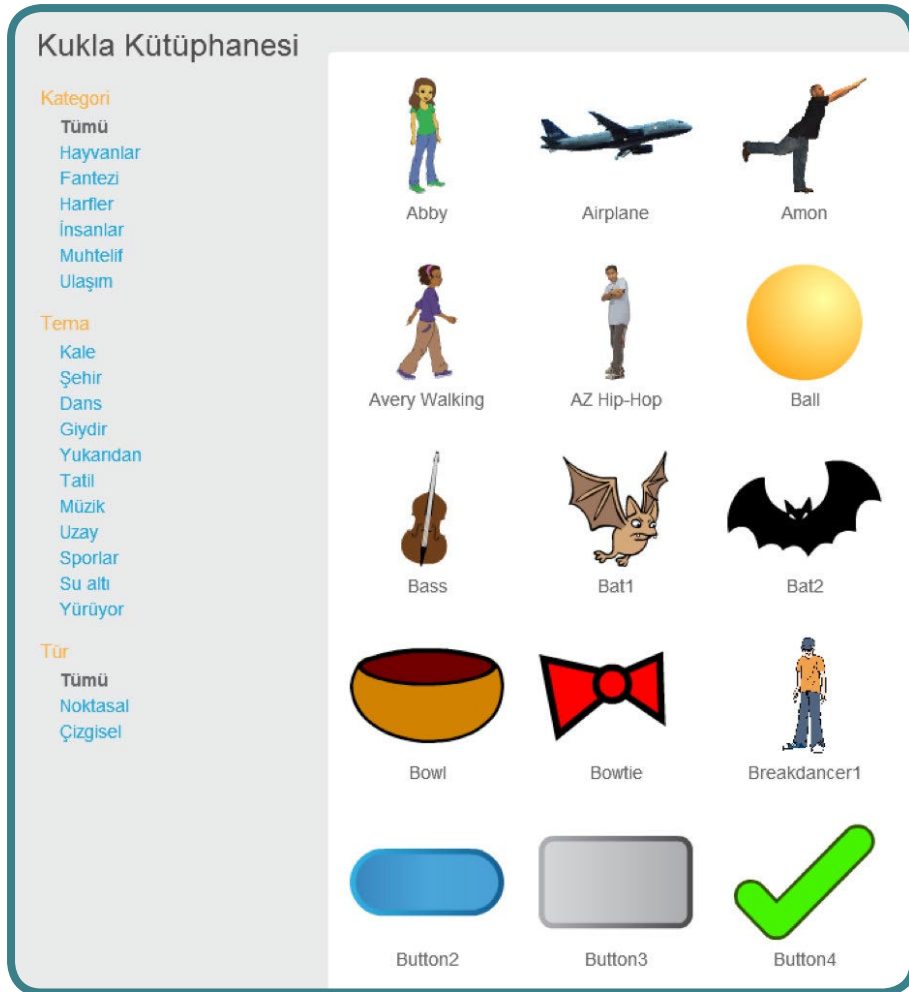 Kukla Kütüphanesi
Kategori
Tümü
Hayvanlar
Fantezi
Harfler
İnsanlar
Muhtelif
Ulaşım
Tema
Kale
Şehir
Dans
Giydir
Yukarıdan
Tatil
Müzik
Uzay
Sporlar
Su altı
Yürüyor
Tür
Tümü
Noktasal
Çizgisel
Abby Airplane Amon
Avery Walking AZ Hip-Hop Ball
Bass Bat1 Bat2
Bowl Bowtie Breakdancer1
Button2 Button3 Button4